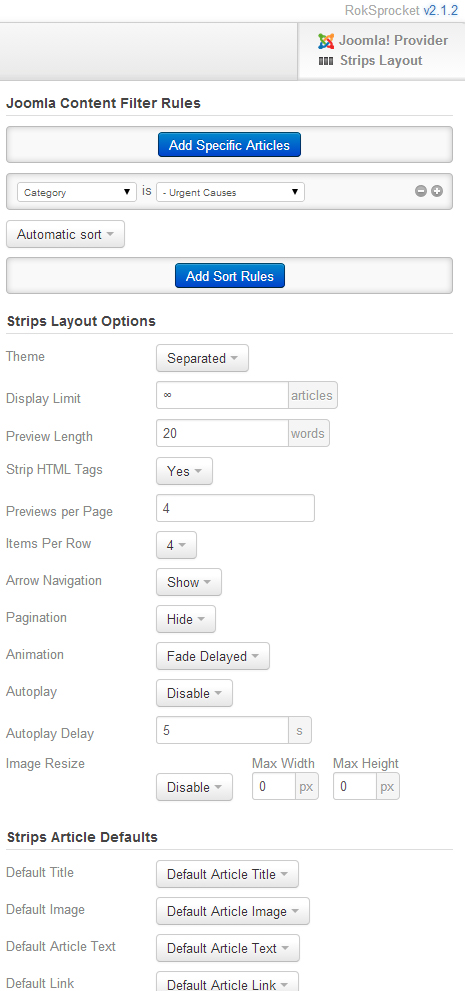 RokSprocket v2.1.2
Joomla! Provider
Strips Layout
Joomla Content Filter Rules
Add Specific Articles
Category is - Urgent Causes
Automatic sort
Add Sort Rules
Strips Layout Options
Theme Separated
Display Limit ∞ articles
Preview Length 20 words
Strip HTML Tags Yes
Previews per Page 4
Items Per Row 4
Arrow Navigation Show
Pagination Hide
Animation Fade Delayed
Autoplay Disable
Autoplay Delay 5 s
Image Resize Max Width Max Height
Disable 0 px 0 px
Strips Article Defaults
Default Title Default Article Title
Default Image Default Article Image
Default Article Text Default Article Text
Default Link Default Article Link